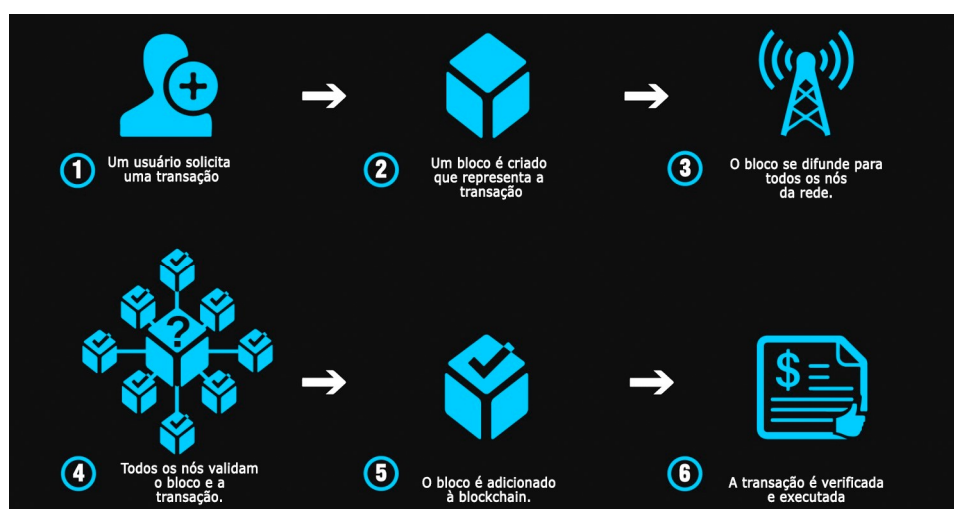 1
Um usuário solicita
uma transação
2
Um bloco é criado
que representa a
transação
3
O bloco se difunde para
todos os nós
da rede.
?
4
Todos os nós validam
o bloco e a
transação.
5
O bloco é adicionado
à blockchain.
$
6
A transação é verificada
e executada